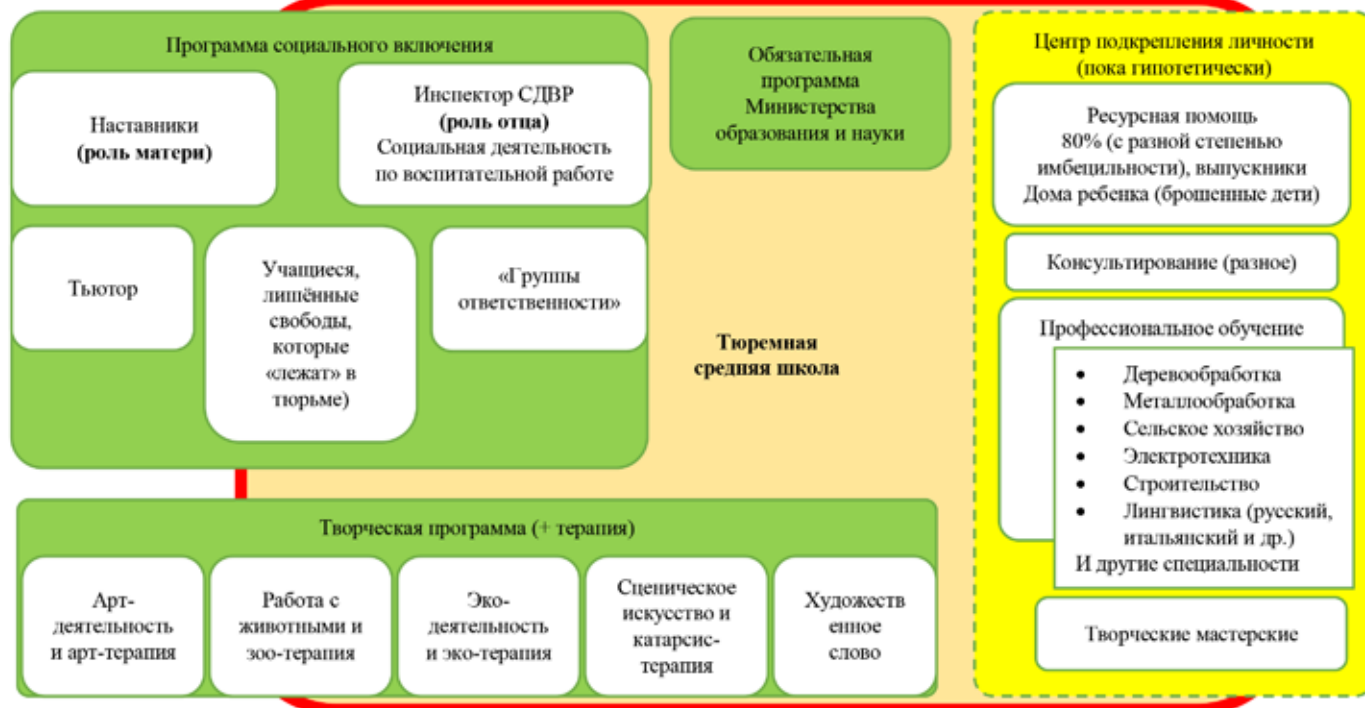 Программа социального включения
Наставники
(роль матери)
Инспектор СДВР
(роль отца)
Социальная деятельность
по воспитательной работе
Тьютор
Учащиеся,
лишённые
свободы,
которые
«лежат» в
тюрьме)
«Группы
ответственности»
Обязательная
программа
Министерства
образования и науки
Тюремная
средняя школа
Творческая программа (+ терапия)
Арт-
деятельность
и арт-терапия
Работа с
животными и
зоо-терапия
Эко-
деятельность
и эко-терапия
Сценическое
искусство и
катарсис-
терапия
Художеств
енное
слово
Центр подкрепления личности
(пока гипотетически)
Ресурсная помощь
80% (с разной степенью
имбецильности), выпускники
Дома ребенка (брошенные дети)
Консультирование (разное)
Профессиональное обучение
• Деревообработка
• Металлообработка
• Сельское хозяйство
• Электротехника
• Строительство
• Лингвистика (русский,
итальянский и др.)
И другие специальности
Творческие мастерские